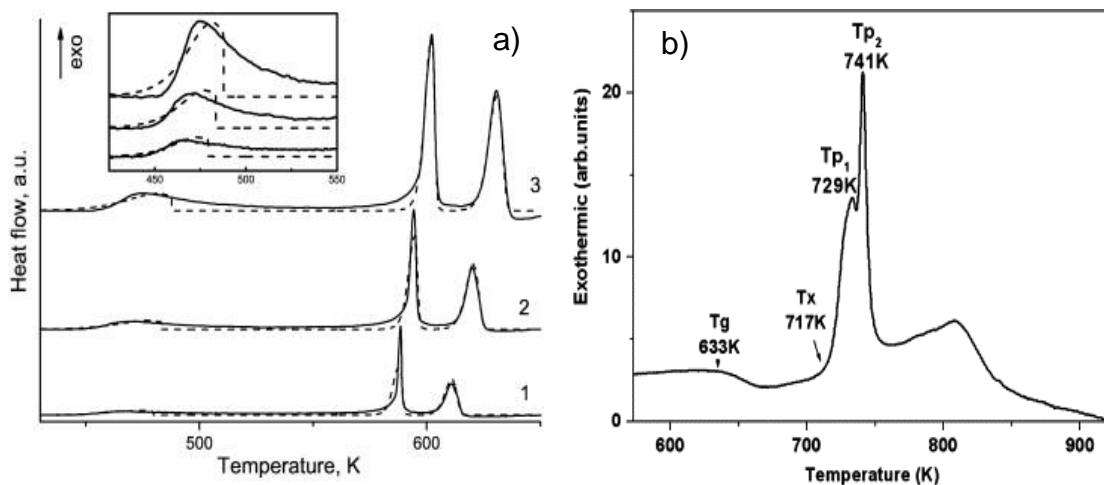 exo
a)
Heat flow, a.u.
450
500
550
3
2
1
500
600
Temperature, K
b)
Exothermic (arb.units)
20
10
0
Tp2
741K
Tp1
729K
Tx
717K
Tg
633K
600
700
800
900
Temperature (K)